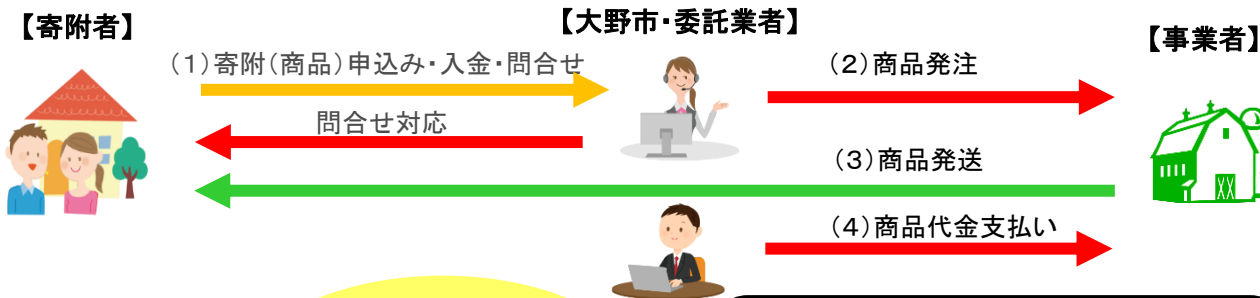 【寄附者】
【大野市・委託業者】
【事業者】
(1)寄附(商品)申込み・入金・問合せ
(2)商品発注
問合せ対応
(3)商品発送
(4)商品代金支払い